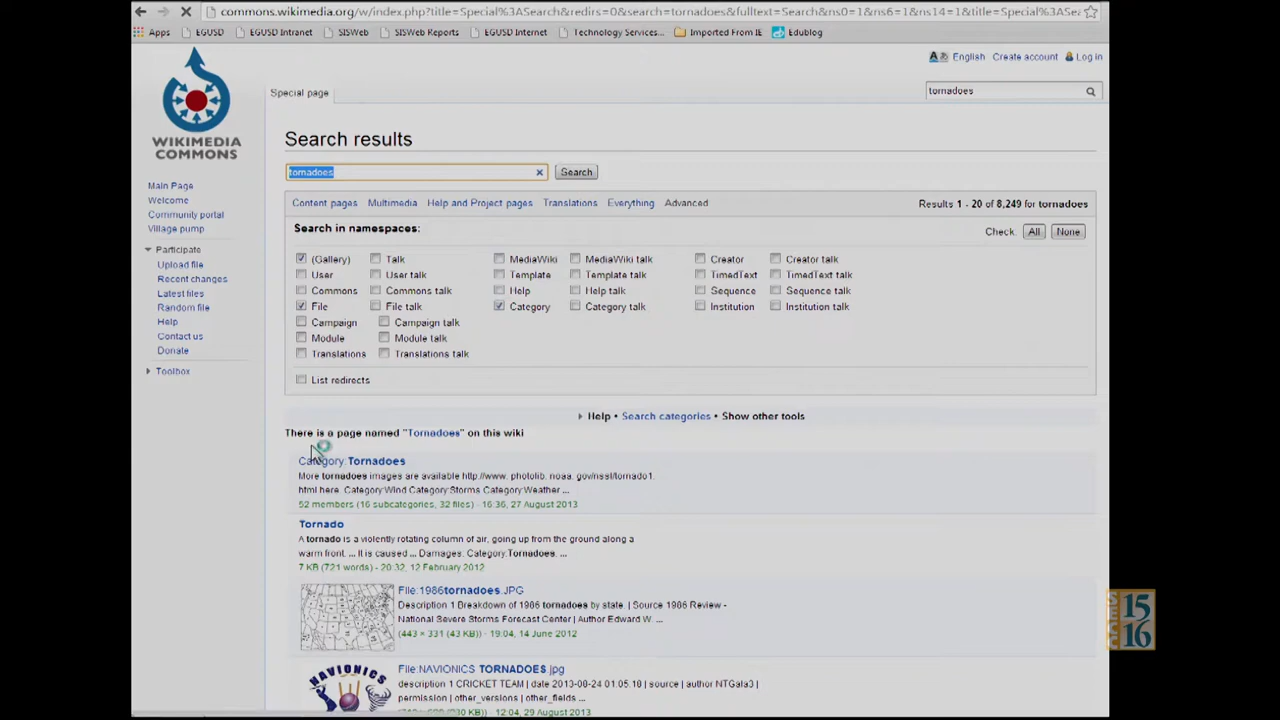 commons.wikimedia.org/w/index.php?title=Special%3ASearch&redirs=0&search=tornadoes&fulltext=Search&ns0=1&ns6=1&ns14=1&title=Special%3ASea
Apps EGUSD EGUSD Intranet SISWeb SISWeb Reports EGUSD Internet Technology Services... Imported From IE Edublog
English Create account Log in
Special page
tornadoes
WIKIMEDIA
COMMONS
Search results
tornadoes × Search
Main Page
Welcome
Community portal
Village pump
Participate
Upload file
Recent changes
Latest files
Random file
Help
Contact us
Donate
Toolbox
Content pages Multimedia Help and Project pages Translations Everything Advanced Results 1 - 20 of 8,249 for tornadoes
Search in namespaces: Check: All None
(Gallery) Talk MediaWiki MediaWiki talk Creator Creator talk
User User talk Template Template talk TimedText TimedText talk
Commons Commons talk Help Help talk Sequence Sequence talk
File File talk Category Category talk Institution Institution talk
Campaign Campaign talk
Module Module talk
Translations Translations talk
List redirects
Help • Search categories • Show other tools
There is a page named "Tornadoes" on this wiki
Category:Tornadoes
More tornadoes images are available http://www. photolib. noaa. gov/nssl/tornado1.
html here. Category:Wind Category:Storms Category:Weather ...
52 members (16 subcategories, 32 files) - 16:36, 27 August 2013
Tornado
A tornado is a violently rotating column of air, going up from the ground along a
warm front. ... It is caused ... Damages. Category:Tornadoes. ...
7 KB (721 words) - 20:32, 12 February 2012
File:1986tornadoes.JPG
Description 1 Breakdown of 1986 tornadoes by state. | Source 1986 Review -
National Severe Storms Forecast Center | Author Edward W. ...
(443 × 331 (43 KB)) - 19:04, 14 June 2012
NAVIONICS
File:NAVIONICS TORNADOES.jpg
description 1 CRICKET TEAM | date 2013-08-24 01:05:18 | source | author NTGala3 |
permission | other_versions | other_fields ...
12:04, 29 August 2013
15
16